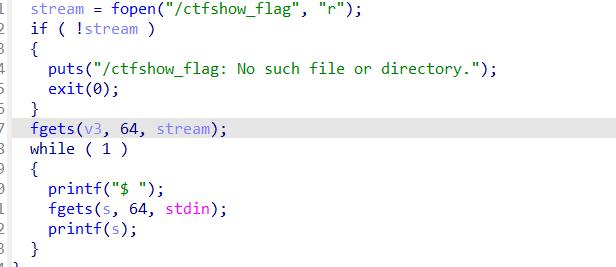 1 stream = fopen("/ctfshow_flag", "r");
2 if ( !stream )
3 {
4 puts("/ctfshow_flag: No such file or directory.");
5 exit(0);
6 }
7 fgets(v3, 64, stream);
8 while ( 1 )
9 {
0 printf("$ ");
1 fgets(s, 64, stdin);
2 printf(s);
3 }